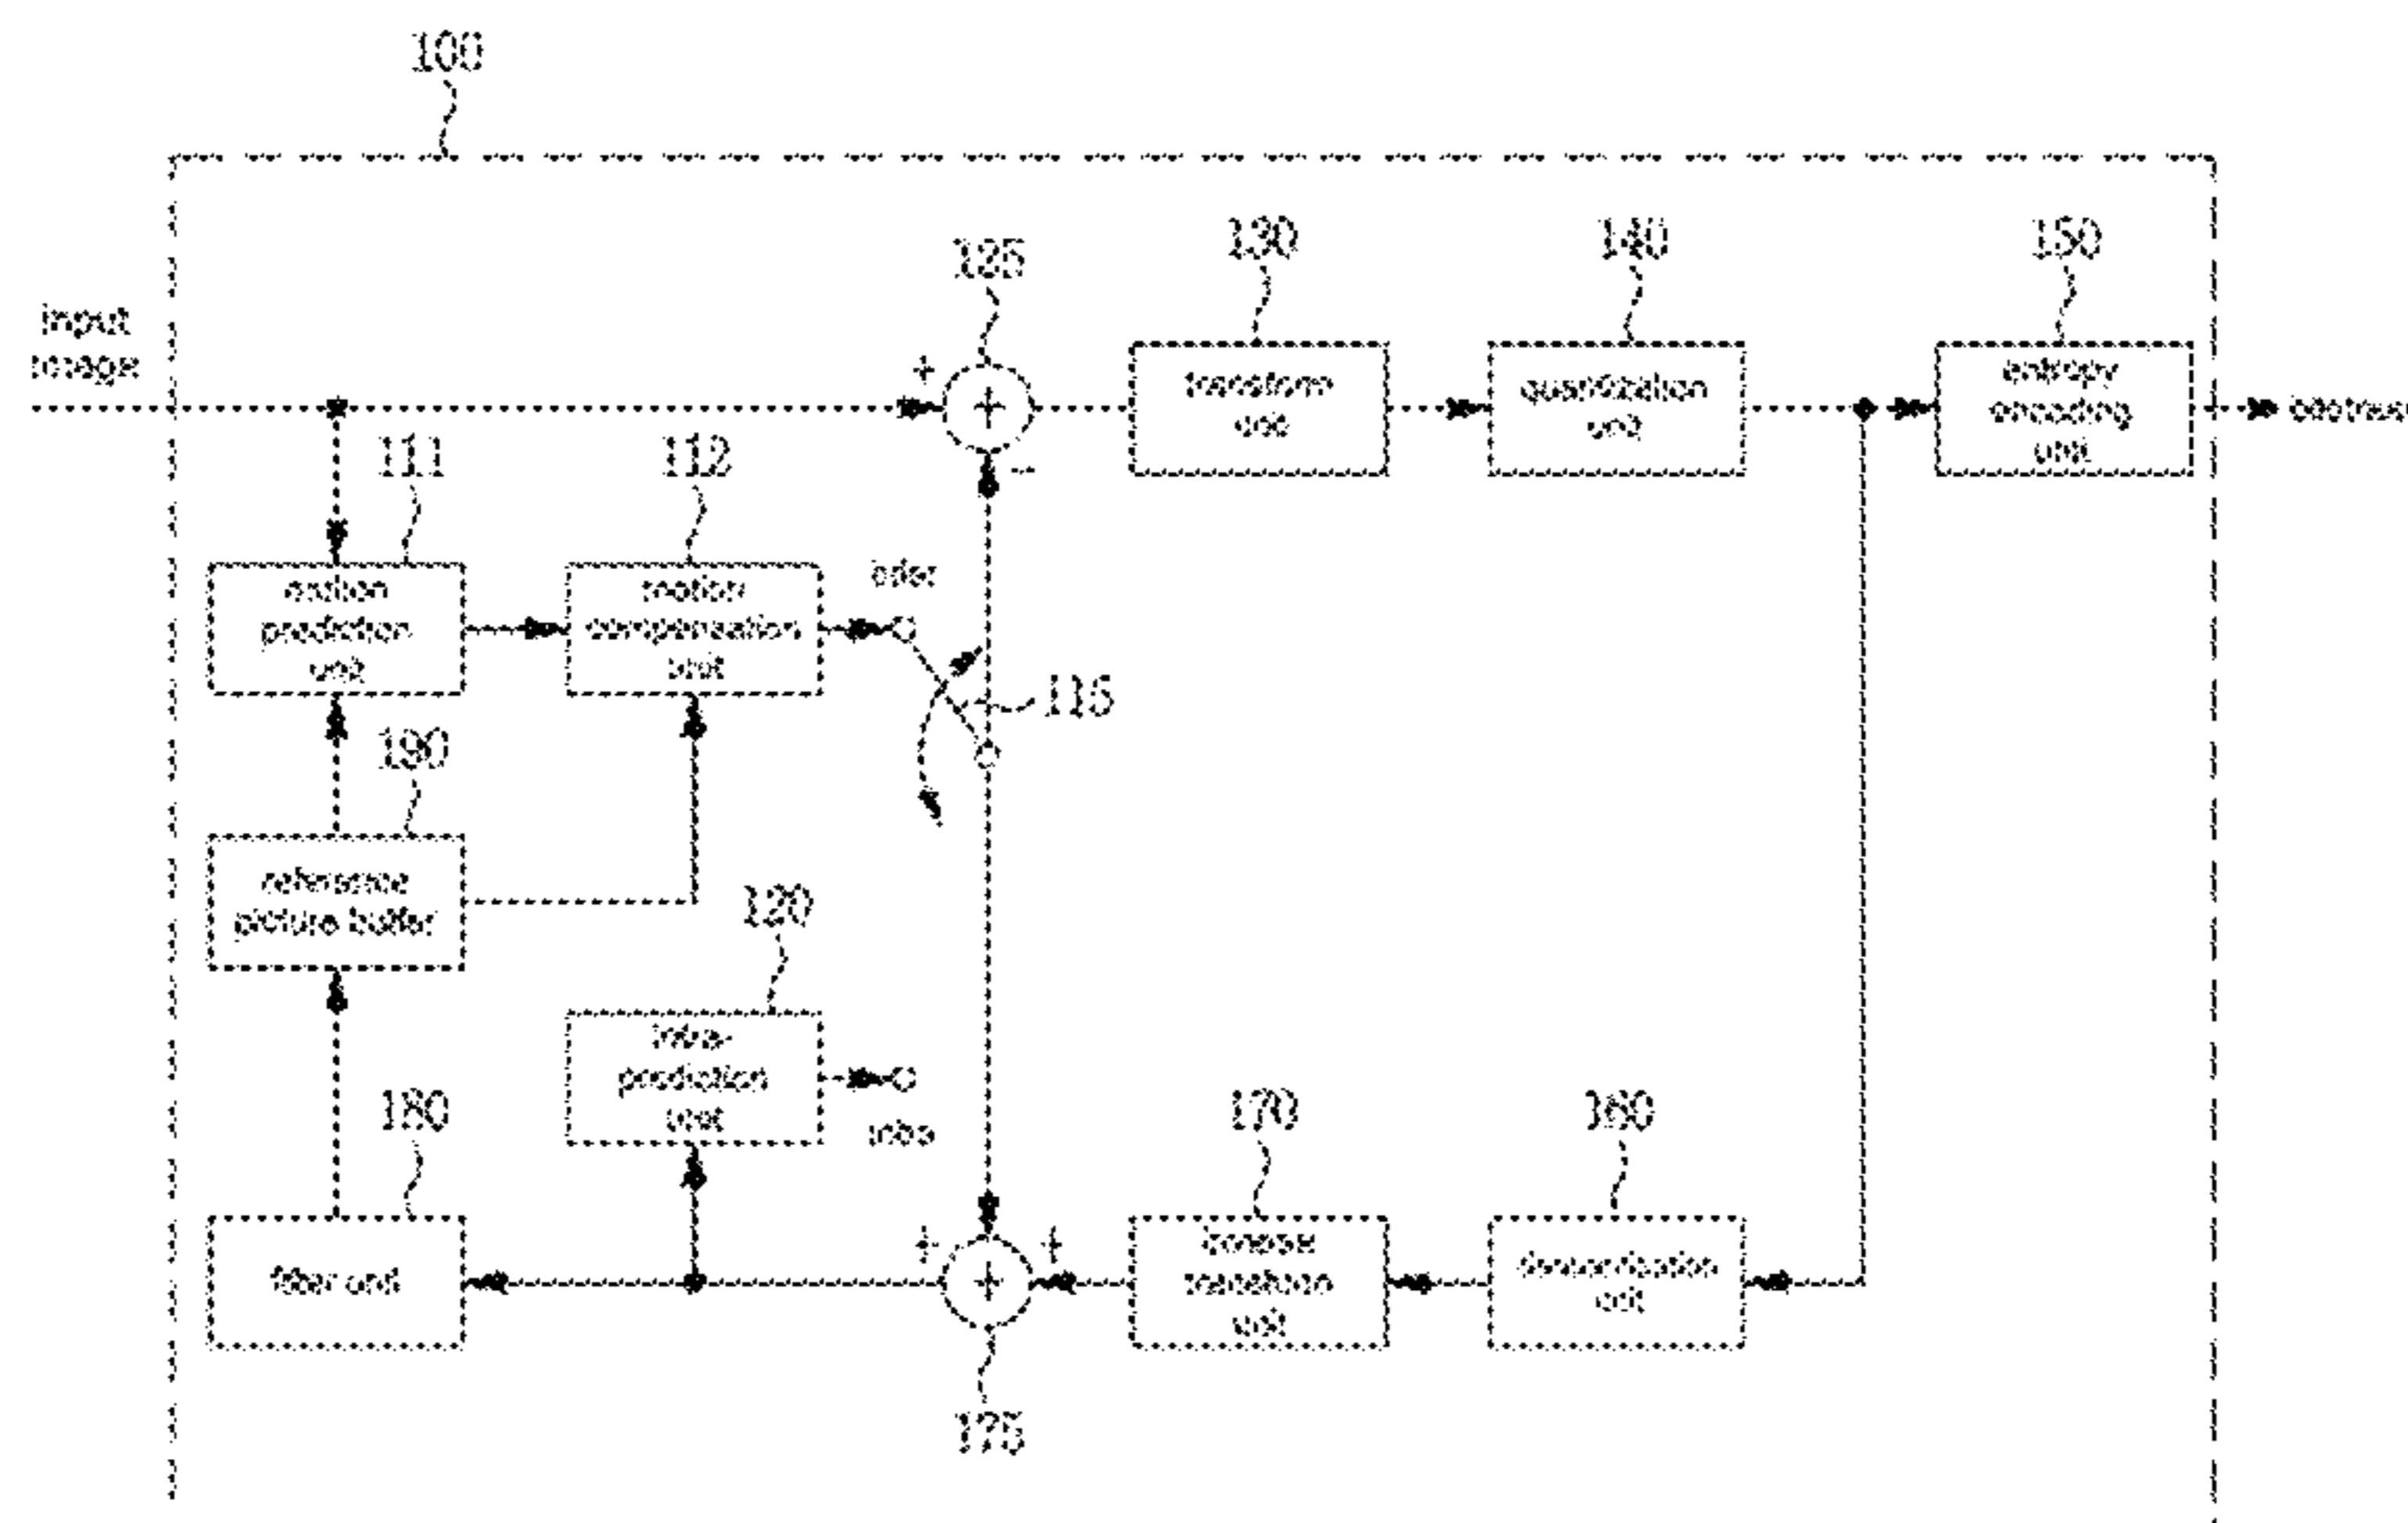 100
125
130
140
150
input
image
+
+
transform
unit
quantization
unit
entropy
encoding
unit
-
111
112
motion
prediction
unit
motion
compensation
unit
inter
115
190
reference
picture buffer
120
intra-
prediction
unit
intra
180
170
160
filter unit
+
+
+
inverse
transform
unit
dequantization
unit
175